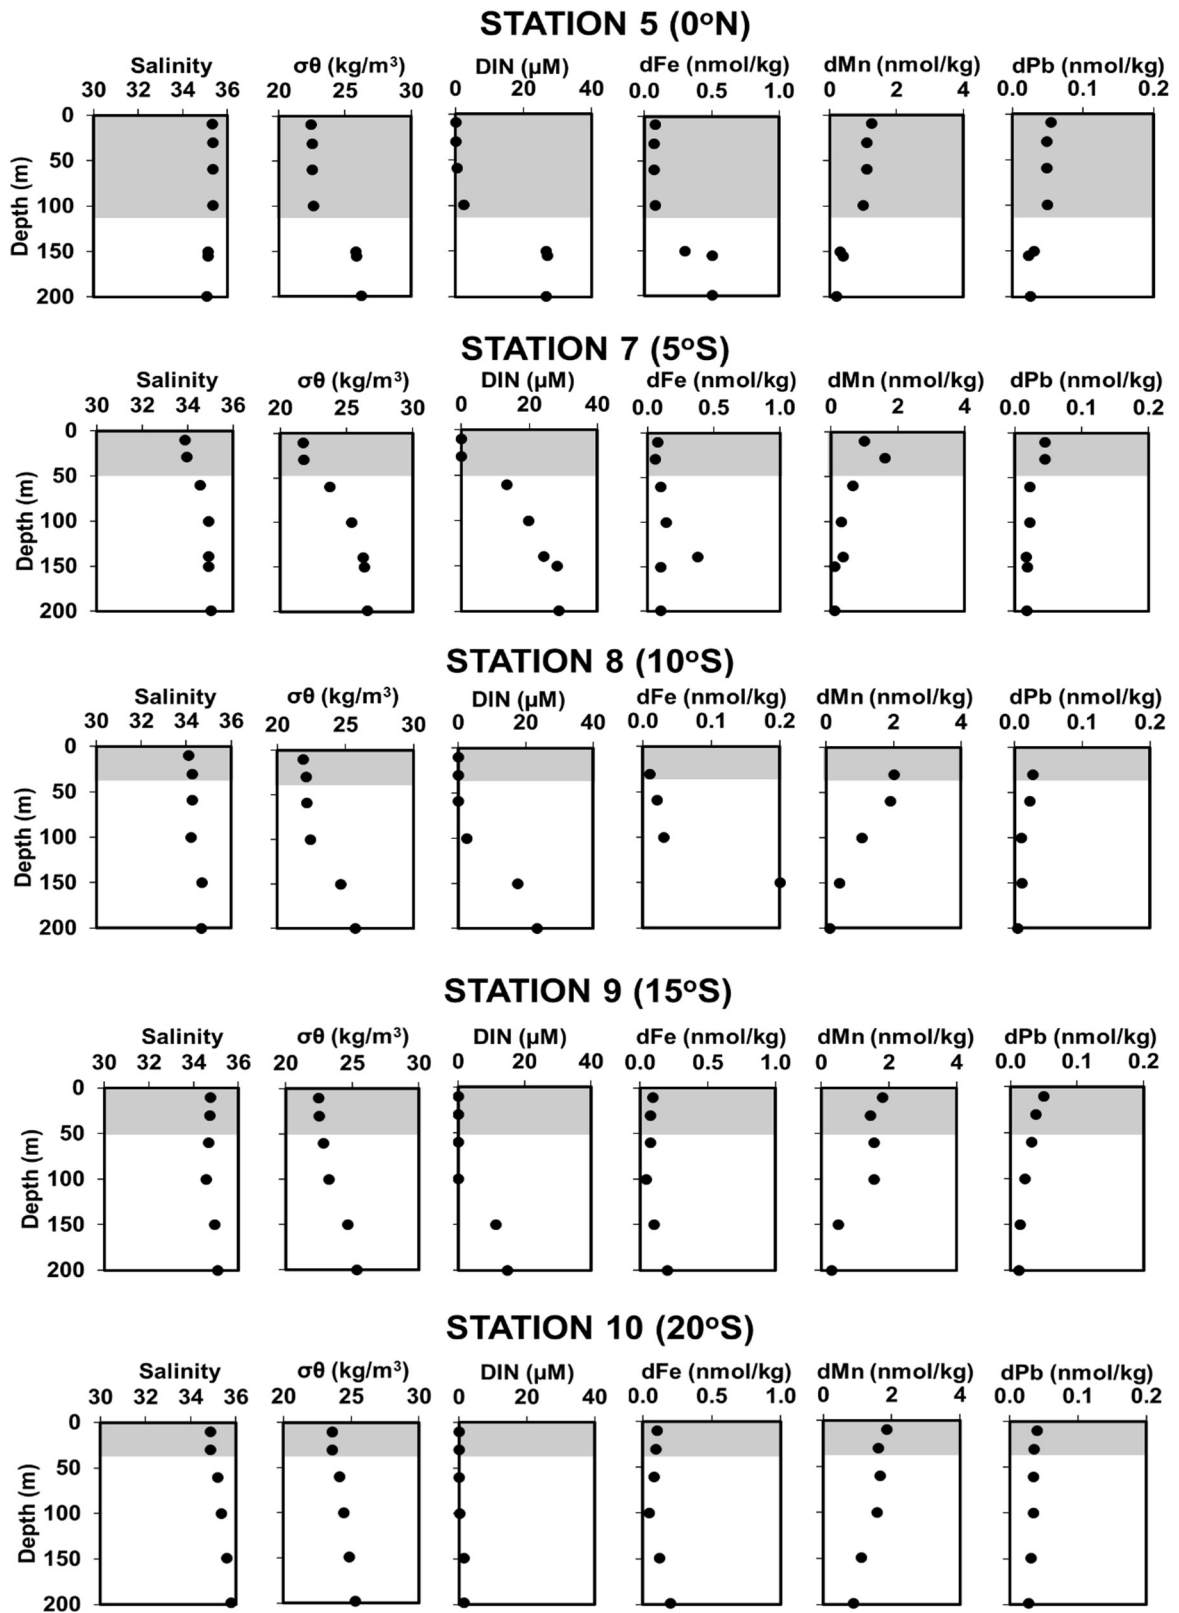 STATION 5 (0ºN)
Salinity σθ (kg/m³) DIN (µM) dFe (nmol/kg) dMn (nmol/kg) dPb (nmol/kg)
30 32 34 36 20 25 30 0 20 40 0.0 0.5 1.0 0 2 4 0.0 0.1 0.2
0
50
100
150
200
Depth (m)
STATION 7 (5ºS)
Salinity σθ (kg/m³) DIN (µM) dFe (nmol/kg) dMn (nmol/kg) dPb (nmol/kg)
30 32 34 36 20 25 30 0 20 40 0.0 0.5 1.0 0 2 4 0.0 0.1 0.2
0
50
100
150
200
Depth (m)
STATION 8 (10ºS)
Salinity σθ (kg/m³) DIN (µM) dFe (nmol/kg) dMn (nmol/kg) dPb (nmol/kg)
30 32 34 36 20 25 30 0 20 40 0.0 0.1 0.2 0 2 4 0.0 0.1 0.2
0
50
100
150
200
Depth (m)
STATION 9 (15ºS)
Salinity σθ (kg/m³) DIN (µM) dFe (nmol/kg) dMn (nmol/kg) dPb (nmol/kg)
30 32 34 36 20 25 30 0 20 40 0.0 0.5 1.0 0 2 4 0.0 0.1 0.2
0
50
100
150
200
Depth (m)
STATION 10 (20ºS)
Salinity σθ (kg/m³) DIN (µM) dFe (nmol/kg) dMn (nmol/kg) dPb (nmol/kg)
30 32 34 36 20 25 30 0 20 40 0.0 0.5 1.0 0 2 4 0.0 0.1 0.2
0
50
100
150
200
Depth (m)